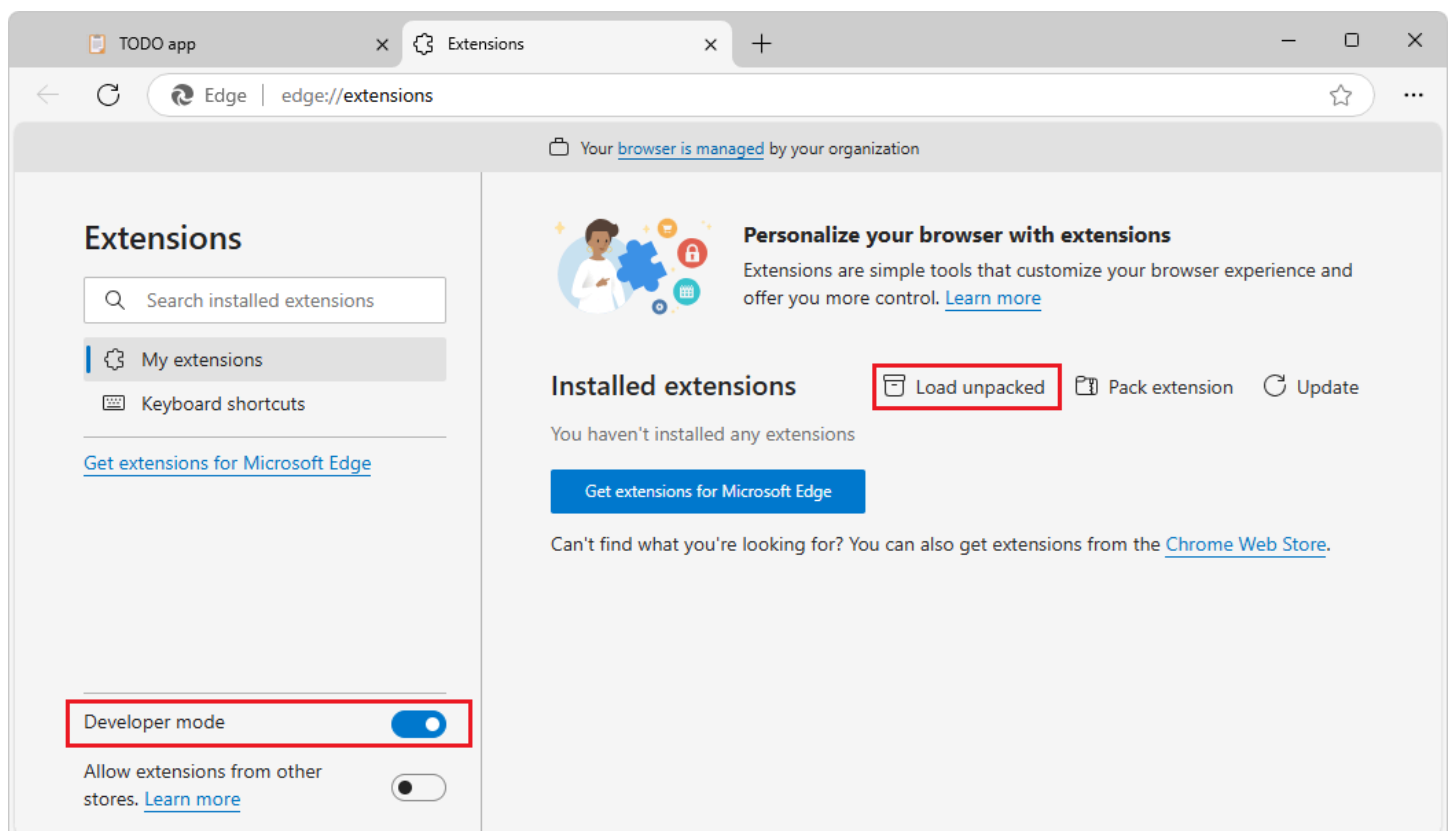 TODO app
Extensions
Edge
edge://extensions
Your browser is managed by your organization
Extensions
Search installed extensions
My extensions
Keyboard shortcuts
Get extensions for Microsoft Edge
Developer mode
Allow extensions from other
stores. Learn more
Personalize your browser with extensions
Extensions are simple tools that customize your browser experience and
offer you more control. Learn more
Installed extensions
Load unpacked
Pack extension
Update
You haven't installed any extensions
Get extensions for Microsoft Edge
Can't find what you're looking for? You can also get extensions from the Chrome Web Store.